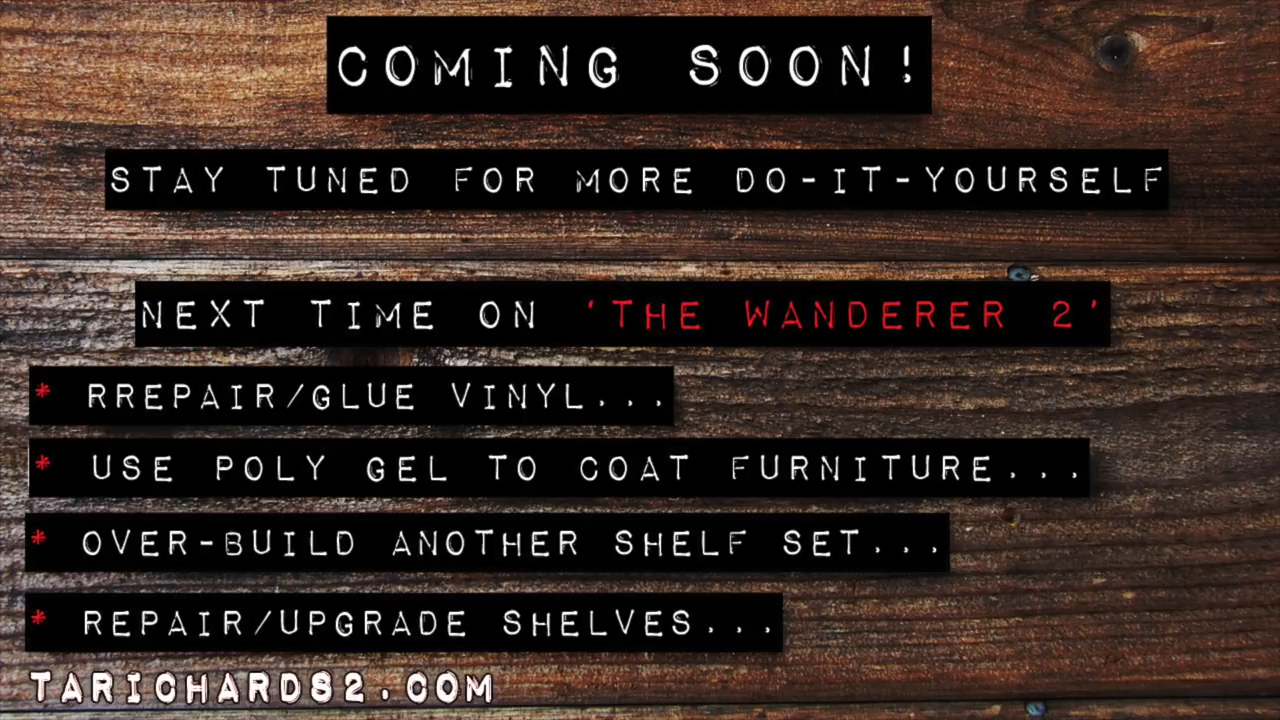 COMING SOON!
STAY TUNED FOR MORE DO-IT-YOURSELF
NEXT TIME ON 'THE WANDERER 2'
* RREPAIR/GLUE VINYL...
* USE POLY GEL TO COAT FURNITURE...
* OVER-BUILD ANOTHER SHELF SET...
* REPAIR/UPGRADE SHELVES...
TARICHARDS2.COM